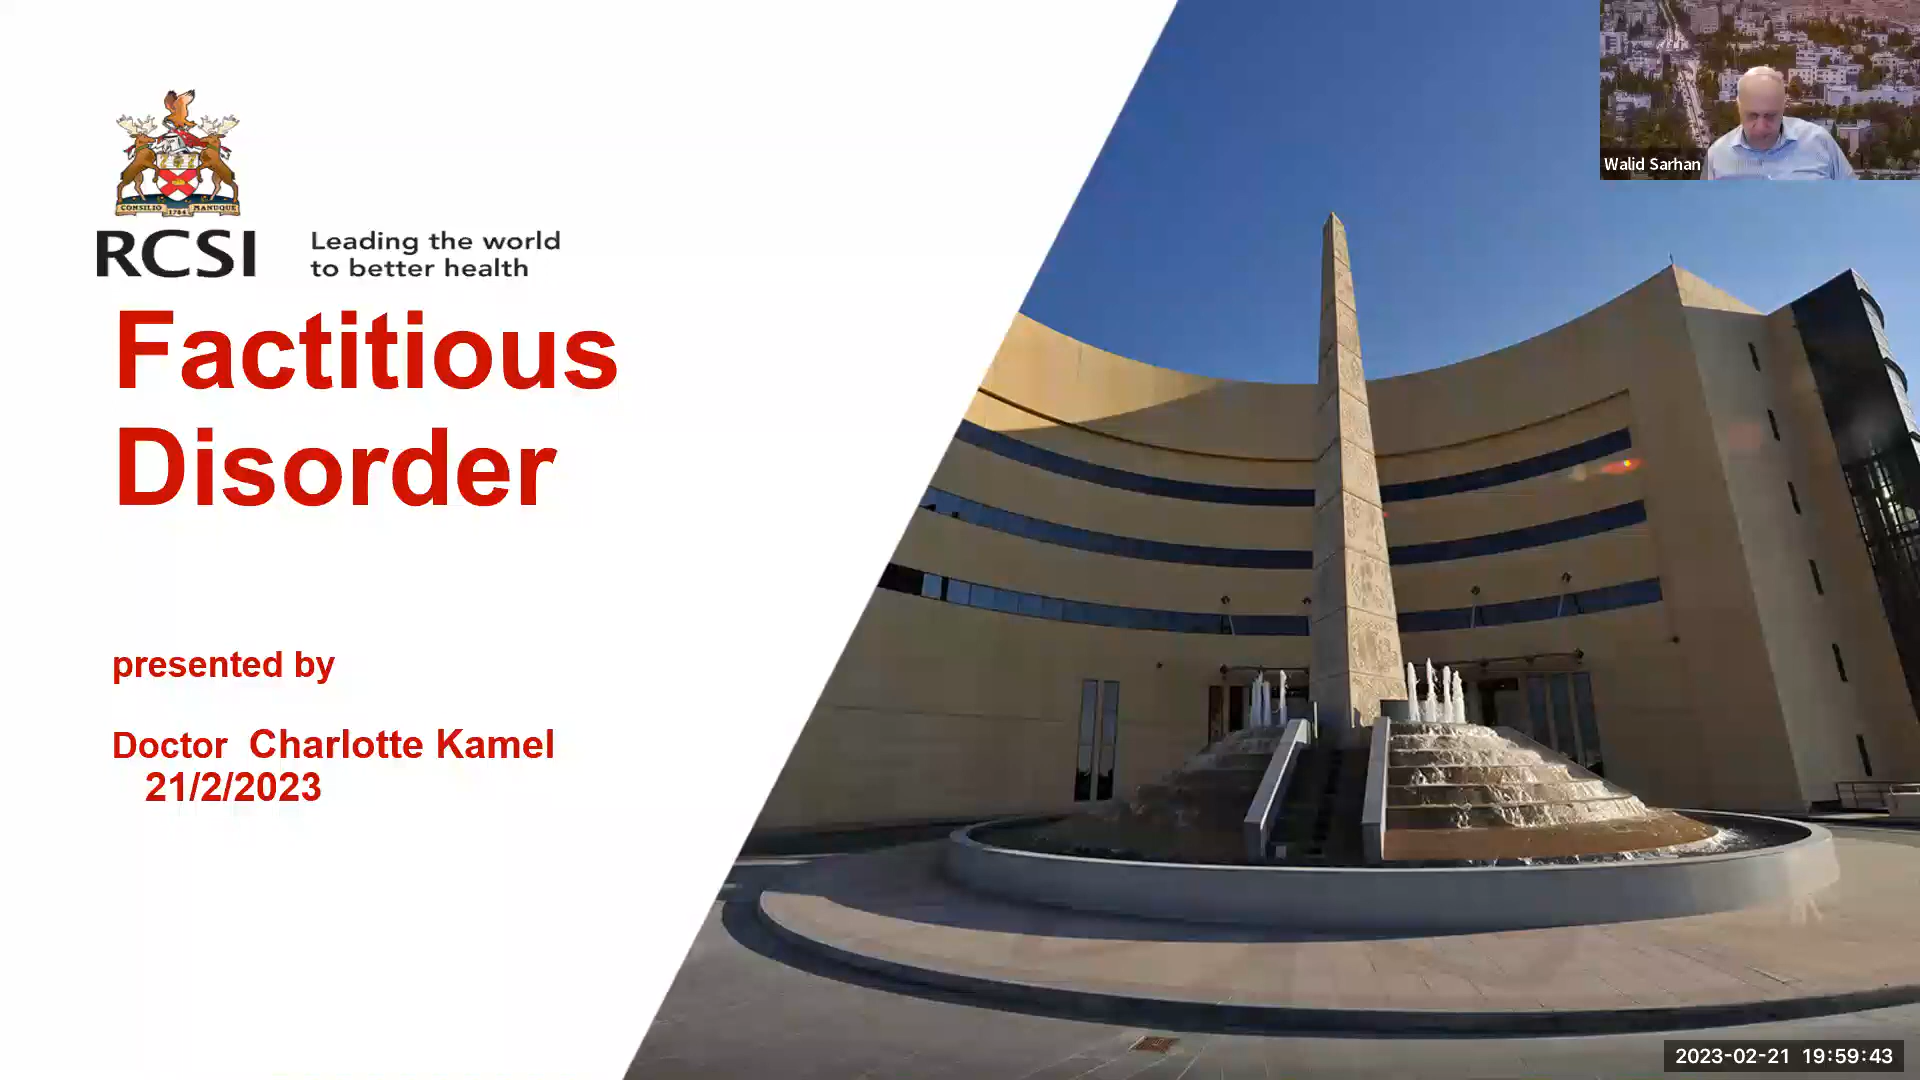 CONSILIO 1784 MANUQUE
RCSI
Leading the world
to better health
Factitious
Disorder
presented by
Doctor Charlotte Kamel
21/2/2023
Walid Sarhan
2023-02-21 19:59:43